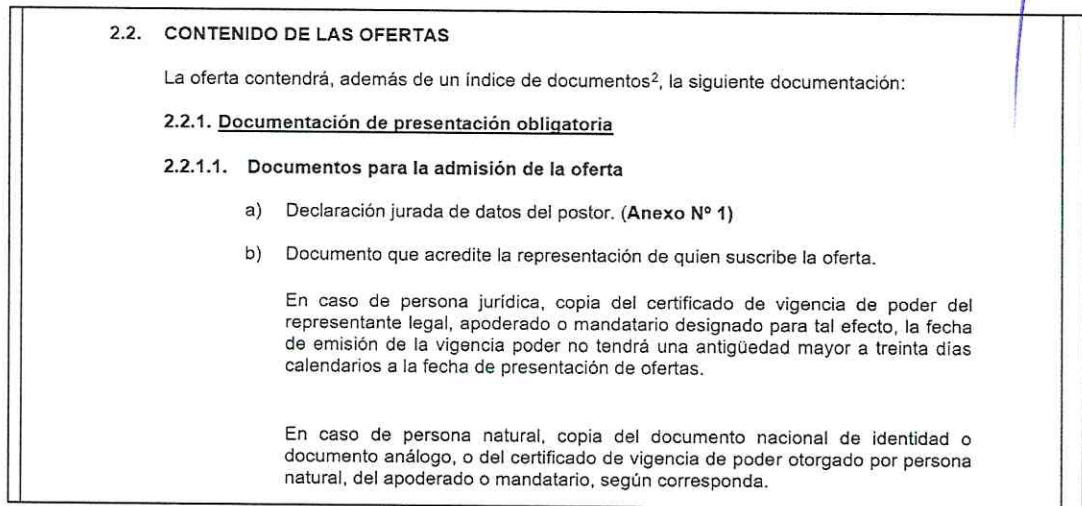 2.2. CONTENIDO DE LAS OFERTAS
La oferta contendrá, además de un índice de documentos², la siguiente documentación:
2.2.1. Documentación de presentación obligatoria
2.2.1.1. Documentos para la admisión de la oferta
a) Declaración jurada de datos del postor. (Anexo Nº 1)
b) Documento que acredite la representación de quien suscribe la oferta.
En caso de persona jurídica, copia del certificado de vigencia de poder del
representante legal, apoderado o mandatario designado para tal efecto, la fecha
de emisión de la vigencia poder no tendrá una antigüedad mayor a treinta días
calendarios a la fecha de presentación de ofertas.
En caso de persona natural, copia del documento nacional de identidad o
documento análogo, o del certificado de vigencia de poder otorgado por persona
natural, del apoderado o mandatario, según corresponda.